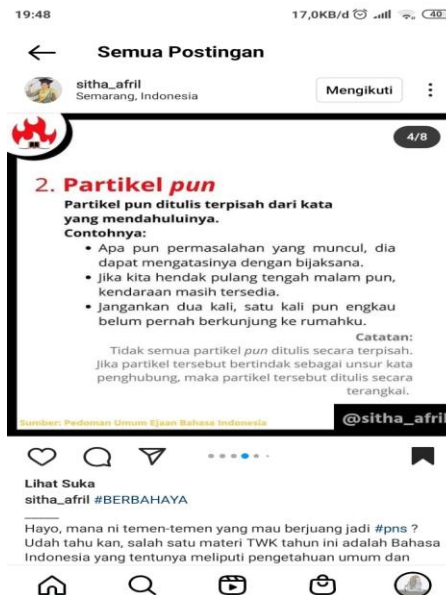 19:48
17,0KB/d
40
Semua Postingan
sitha_afril
Semarang, Indonesia
Mengikuti
4/8
2. Partikel pun
Partikel pun ditulis terpisah dari kata
yang mendahuluinya.
Contohnya:
Apa pun permasalahan yang muncul, dia
dapat mengatasinya dengan bijaksana.
Jika kita hendak pulang tengah malam pun,
kendaraan masih tersedia.
Jangankan dua kali, satu kali pun engkau
belum pernah berkunjung ke rumahku.
Catatan:
Tidak semua partikel pun ditulis secara terpisah.
Jika partikel tersebut bertindak sebagai unsur kata
penghubung, maka partikel tersebut ditulis secara
terangkai.
Sumber: Pedoman Umum Ejaan Bahasa Indonesia
@sitha_afril
Lihat Suka
sitha_afril #BERBAHAYA
Hayo, mana ni temen-temen yang mau berjuang jadi #pns ?
Udah tahu kan, salah satu materi TWK tahun ini adalah Bahasa
Indonesia yang tentunya meliputi pengetahuan umum dan